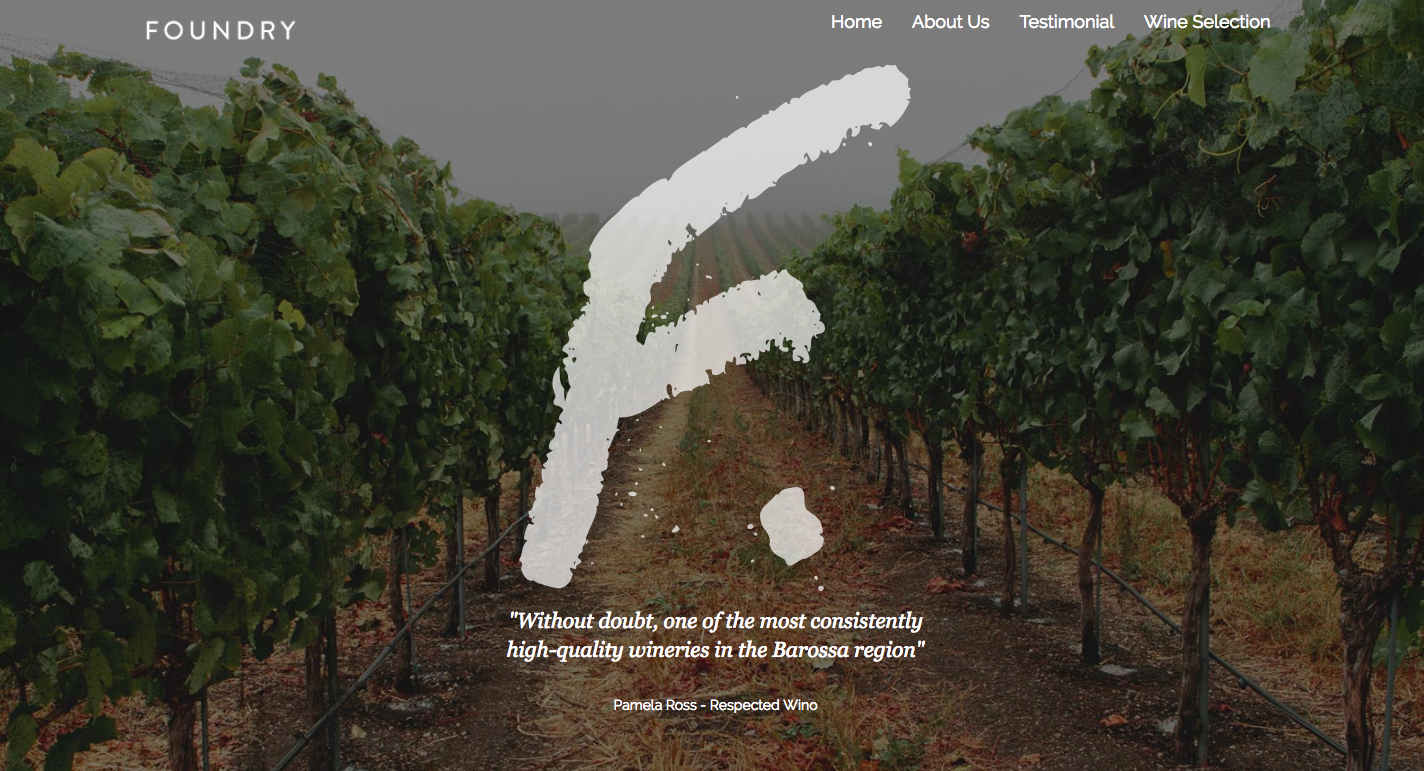 FOUNDRY
Home About Us Testimonial Wine Selection
F.
"Without doubt, one of the most consistently
high-quality wineries in the Barossa region"
Pamela Ross - Respected Wino